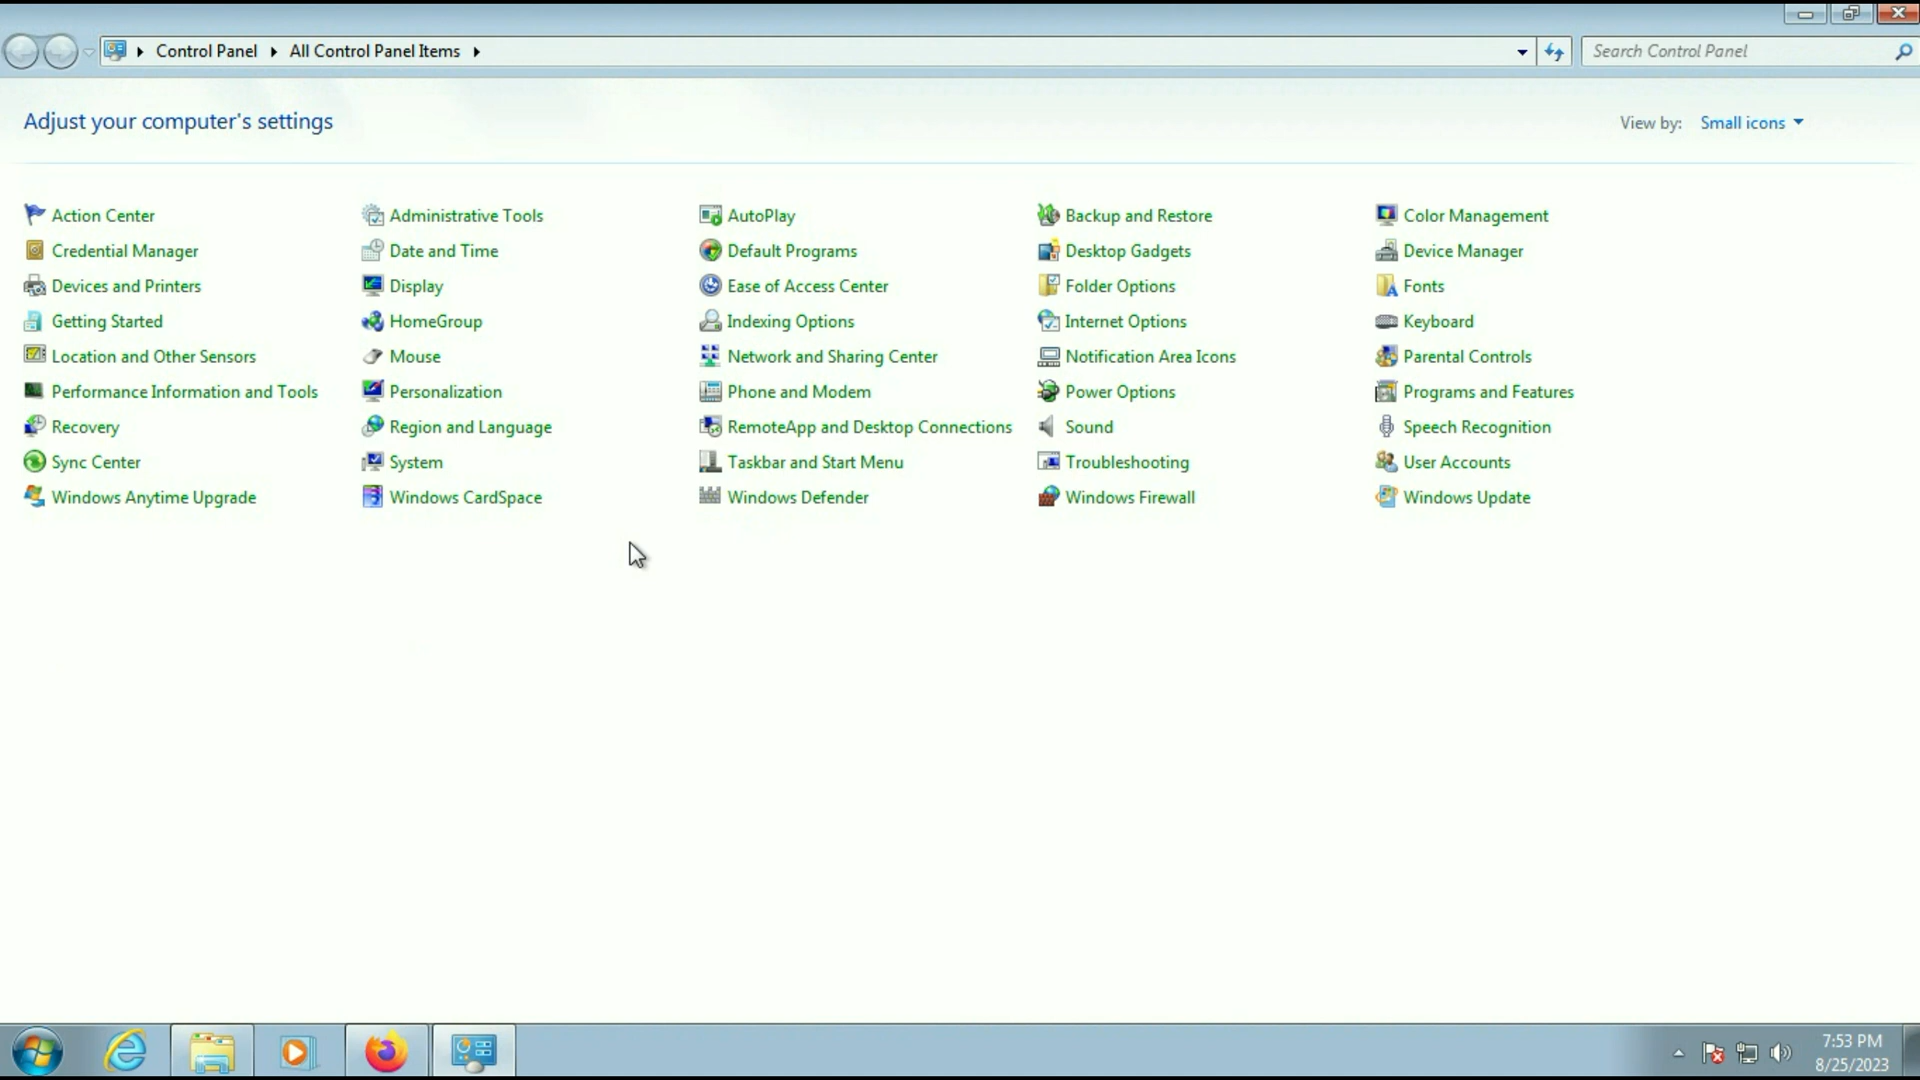 Control Panel All Control Panel Items
Search Control Panel
Adjust your computer's settings
View by: Small icons
Action Center Administrative Tools AutoPlay Backup and Restore Color Management
Credential Manager Date and Time Default Programs Desktop Gadgets Device Manager
Devices and Printers Display Ease of Access Center Folder Options Fonts
Getting Started HomeGroup Indexing Options Internet Options Keyboard
Location and Other Sensors Mouse Network and Sharing Center Notification Area Icons Parental Controls
Performance Information and Tools Personalization Phone and Modem Power Options Programs and Features
Recovery Region and Language RemoteApp and Desktop Connections Sound Speech Recognition
Sync Center System Taskbar and Start Menu Troubleshooting User Accounts
Windows Anytime Upgrade Windows CardSpace Windows Defender Windows Firewall Windows Update
7:53 PM
8/25/2023